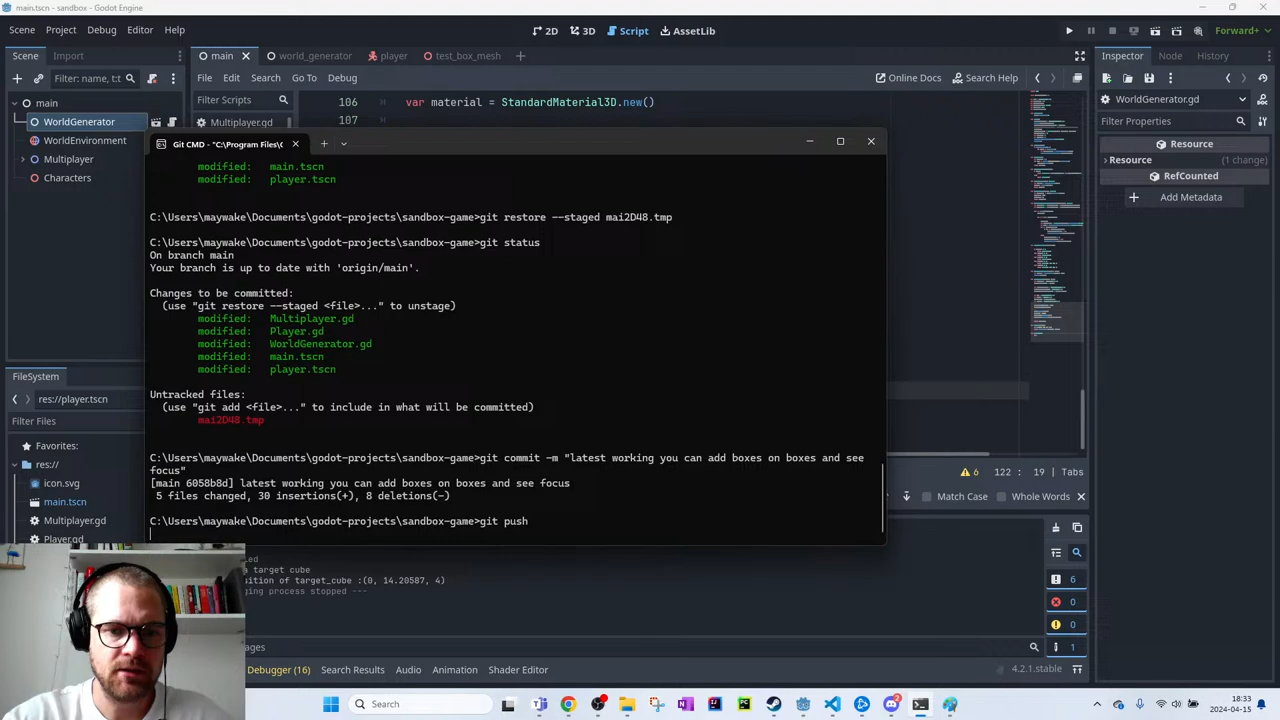 main.tscn - sandbox - Godot Engine
Scene Project Debug Editor Help
2D 3D Script AssetLib
Forward+
Scene Import
main world_generator player test_box_mesh
Inspector Node History
Filter: name, t:t
File Edit Search Go To Debug
Online Docs Search Help
main
Filter Scripts
106 var material = StandardMaterial3D.new()
WorldGenerator.gd
WorldGenerator
Multiplayer.gd
107
Filter Properties
WorldEnvironment
Git CMD - "C:\Program Files\G
Resource
Multiplayer
Resource (1 change)
Characters
RefCounted
Add Metadata
modified: main.tscn
modified: player.tscn
C:\Users\maywake\Documents\godot-projects\sandbox-game>git restore --staged mai2D48.tmp
C:\Users\maywake\Documents\godot-projects\sandbox-game>git status
On branch main
Your branch is up to date with 'origin/main'.
Changes to be committed:
(use "git restore --staged <file>..." to unstage)
modified: Multiplayer.gd
modified: Player.gd
modified: WorldGenerator.gd
modified: main.tscn
modified: player.tscn
Untracked files:
(use "git add <file>..." to include in what will be committed)
mai2D48.tmp
C:\Users\maywake\Documents\godot-projects\sandbox-game>git commit -m "latest working you can add boxes on boxes and see
focus"
[main 6058b8d] latest working you can add boxes on boxes and see focus
5 files changed, 30 insertions(+), 8 deletions(-)
C:\Users\maywake\Documents\godot-projects\sandbox-game>git push
FileSystem
res://player.tscn
Filter Files
Favorites:
res://
icon.svg
main.tscn
Multiplayer.gd
Player.gd
6 122 : 19 | Tabs
Match Case Whole Words
a target cube
sition of target_cube :(0, 14.20587, 4)
ging process stopped ---
6
0
0
1
Debugger (16) Search Results Audio Animation Shader Editor
4.2.1.stable
Search
2
18:33
2024-04-15